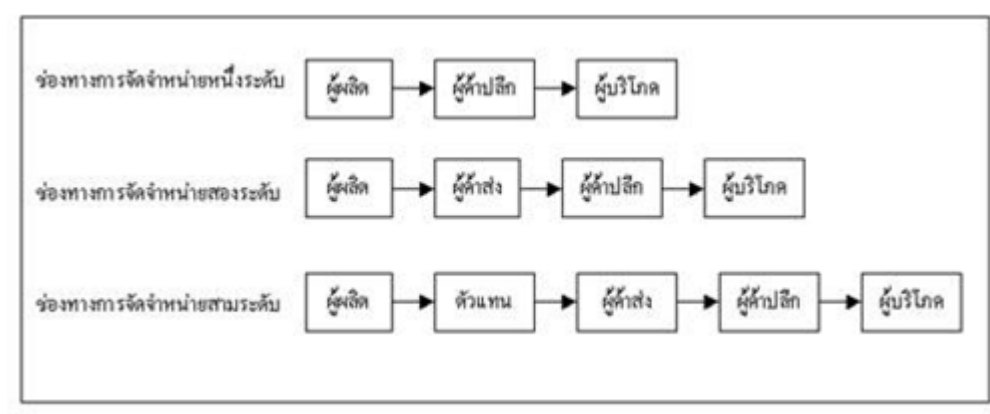 ช่องทางการจัดจำหน่ายหนึ่งระดับ ผู้ผลิต ผู้ค้าปลีก ผู้บริโภค
ช่องทางการจัดจำหน่ายสองระดับ ผู้ผลิต ผู้ค้าส่ง ผู้ค้าปลีก ผู้บริโภค
ช่องทางการจัดจำหน่ายสามระดับ ผู้ผลิต ตัวแทน ผู้ค้าส่ง ผู้ค้าปลีก ผู้บริโภค